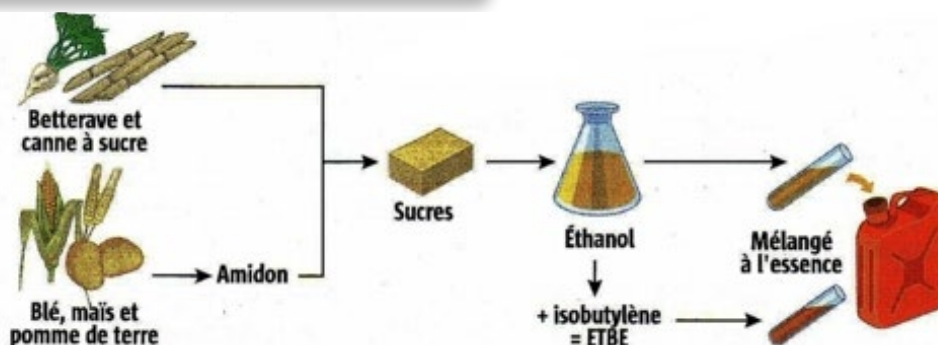 Betterave et
canne à sucre
Blé, maïs et
pomme de terre
Amidon
Sucres
Éthanol
+ isobutylène
= ETBE
Mélangé
à l'essence